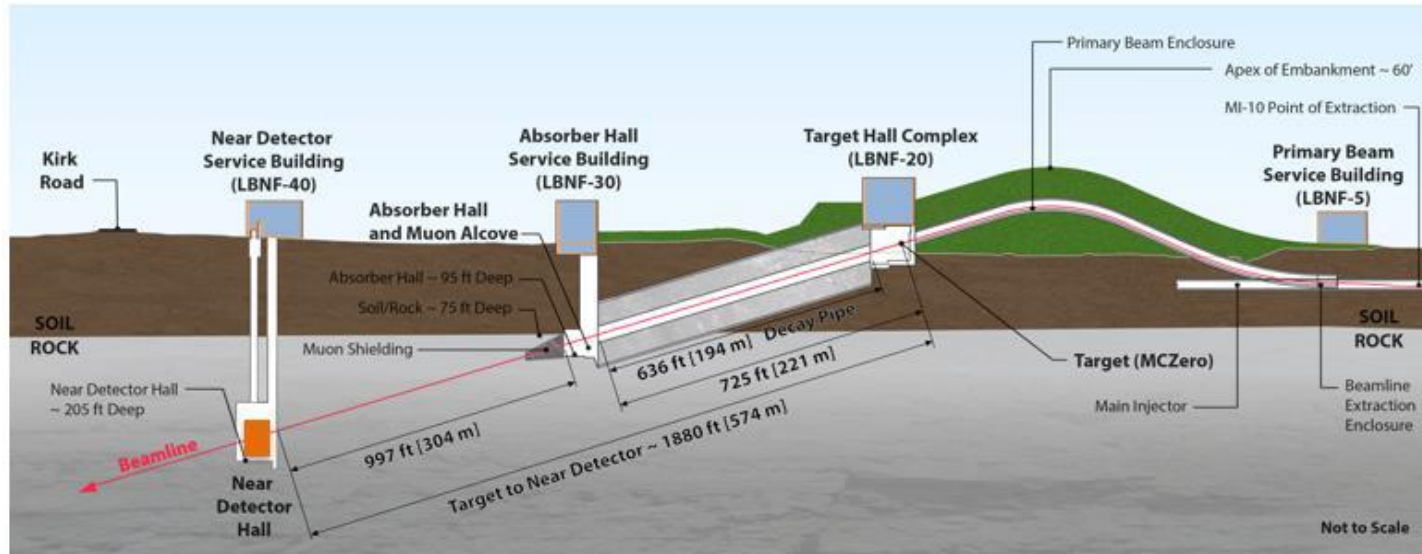 Primary Beam Enclosure
Apex of Embankment ~ 60'
MI-10 Point of Extraction
Kirk
Road
Near Detector
Service Building
(LBNF-40)
Absorber Hall
Service Building
(LBNF-30)
Target Hall Complex
(LBNF-20)
Primary Beam
Service Building
(LBNF-5)
Absorber Hall
and Muon Alcove
Absorber Hall ~ 95 ft Deep
Soil/Rock ~ 75 ft Deep
SOIL
ROCK
Muon Shielding
SOIL
ROCK
636 ft [194 m] Decay Pipe
725 ft [221 m]
Target (MCZero)
Main Injector
Beamline
Extraction
Enclosure
Near Detector Hall
~ 205 ft Deep
997 ft [304 m]
Target to Near Detector ~ 1880 ft [574 m]
Beamline
Near
Detector
Hall
Not to Scale